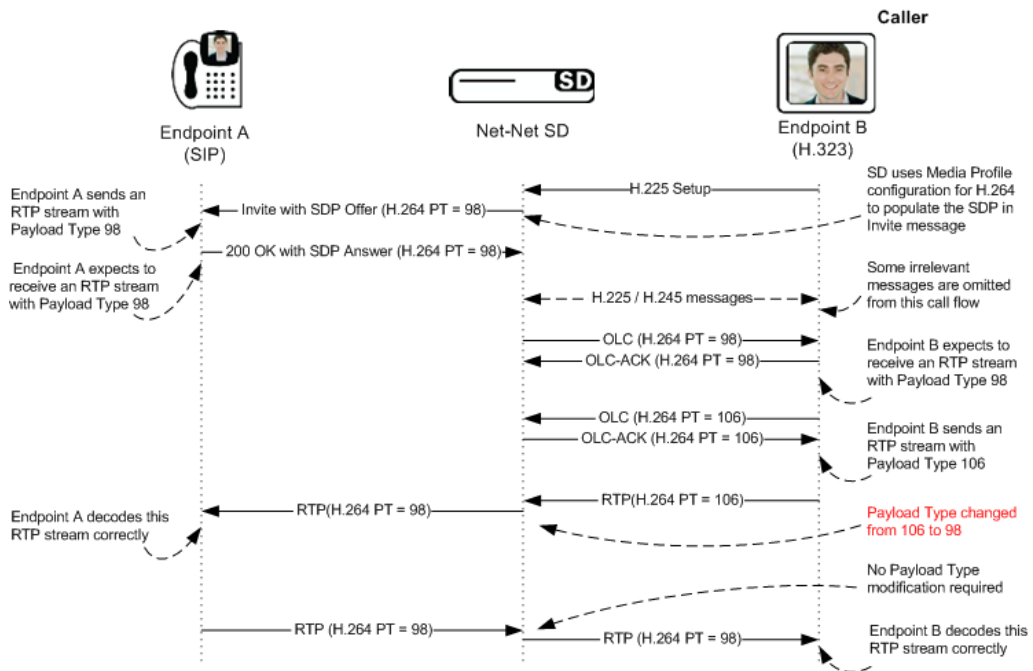 Caller
SD
Endpoint A
(SIP)
Net-Net SD
Endpoint B
(H.323)
Endpoint A sends an
RTP stream with
Payload Type 98
H.225 Setup
SD uses Media Profile
configuration for H.264
to populate the SDP in
Invite message
Invite with SDP Offer (H.264 PT = 98)
200 OK with SDP Answer (H.264 PT = 98)
Endpoint A expects to
receive an RTP stream
with Payload Type 98
H.225 / H.245 messages
Some irrelevant
messages are omitted
from this call flow
OLC (H.264 PT = 98)
OLC-ACK (H.264 PT = 98)
Endpoint B expects to
receive an RTP stream
with Payload Type 98
OLC (H.264 PT = 106)
OLC-ACK (H.264 PT = 106)
Endpoint B sends an
RTP stream with
Payload Type 106
RTP(H.264 PT = 106)
RTP(H.264 PT = 98)
Endpoint A decodes this
RTP stream correctly
Payload Type changed
from 106 to 98
No Payload Type
modification required
RTP (H.264 PT = 98)
RTP (H.264 PT = 98)
Endpoint B decodes this
RTP stream correctly